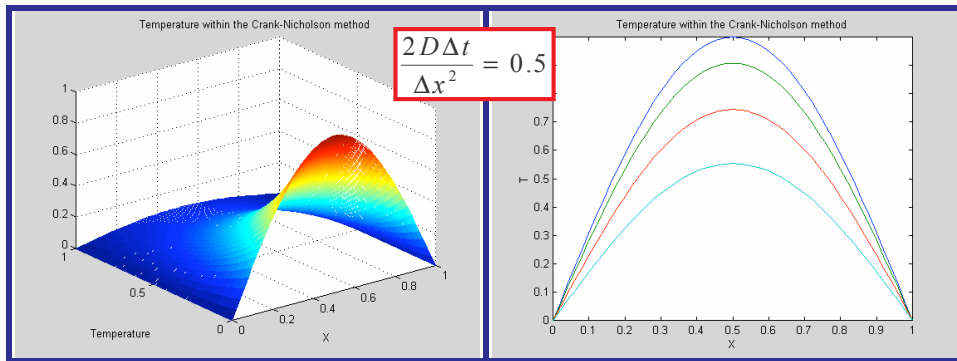 Temperature within the Crank-Nicholson method
1
0.8
0.6
0.4
0.2
0
1
0.5
0
Temperature
0
0.2
0.4
0.6
0.8
1
X
2 D Δt / Δx² = 0.5
Temperature within the Crank-Nicholson method
0.7
0.6
0.5
0.4
0.3
0.2
0.1
0
T
0 0.1 0.2 0.3 0.4 0.5 0.6 0.7 0.8 0.9 1
X